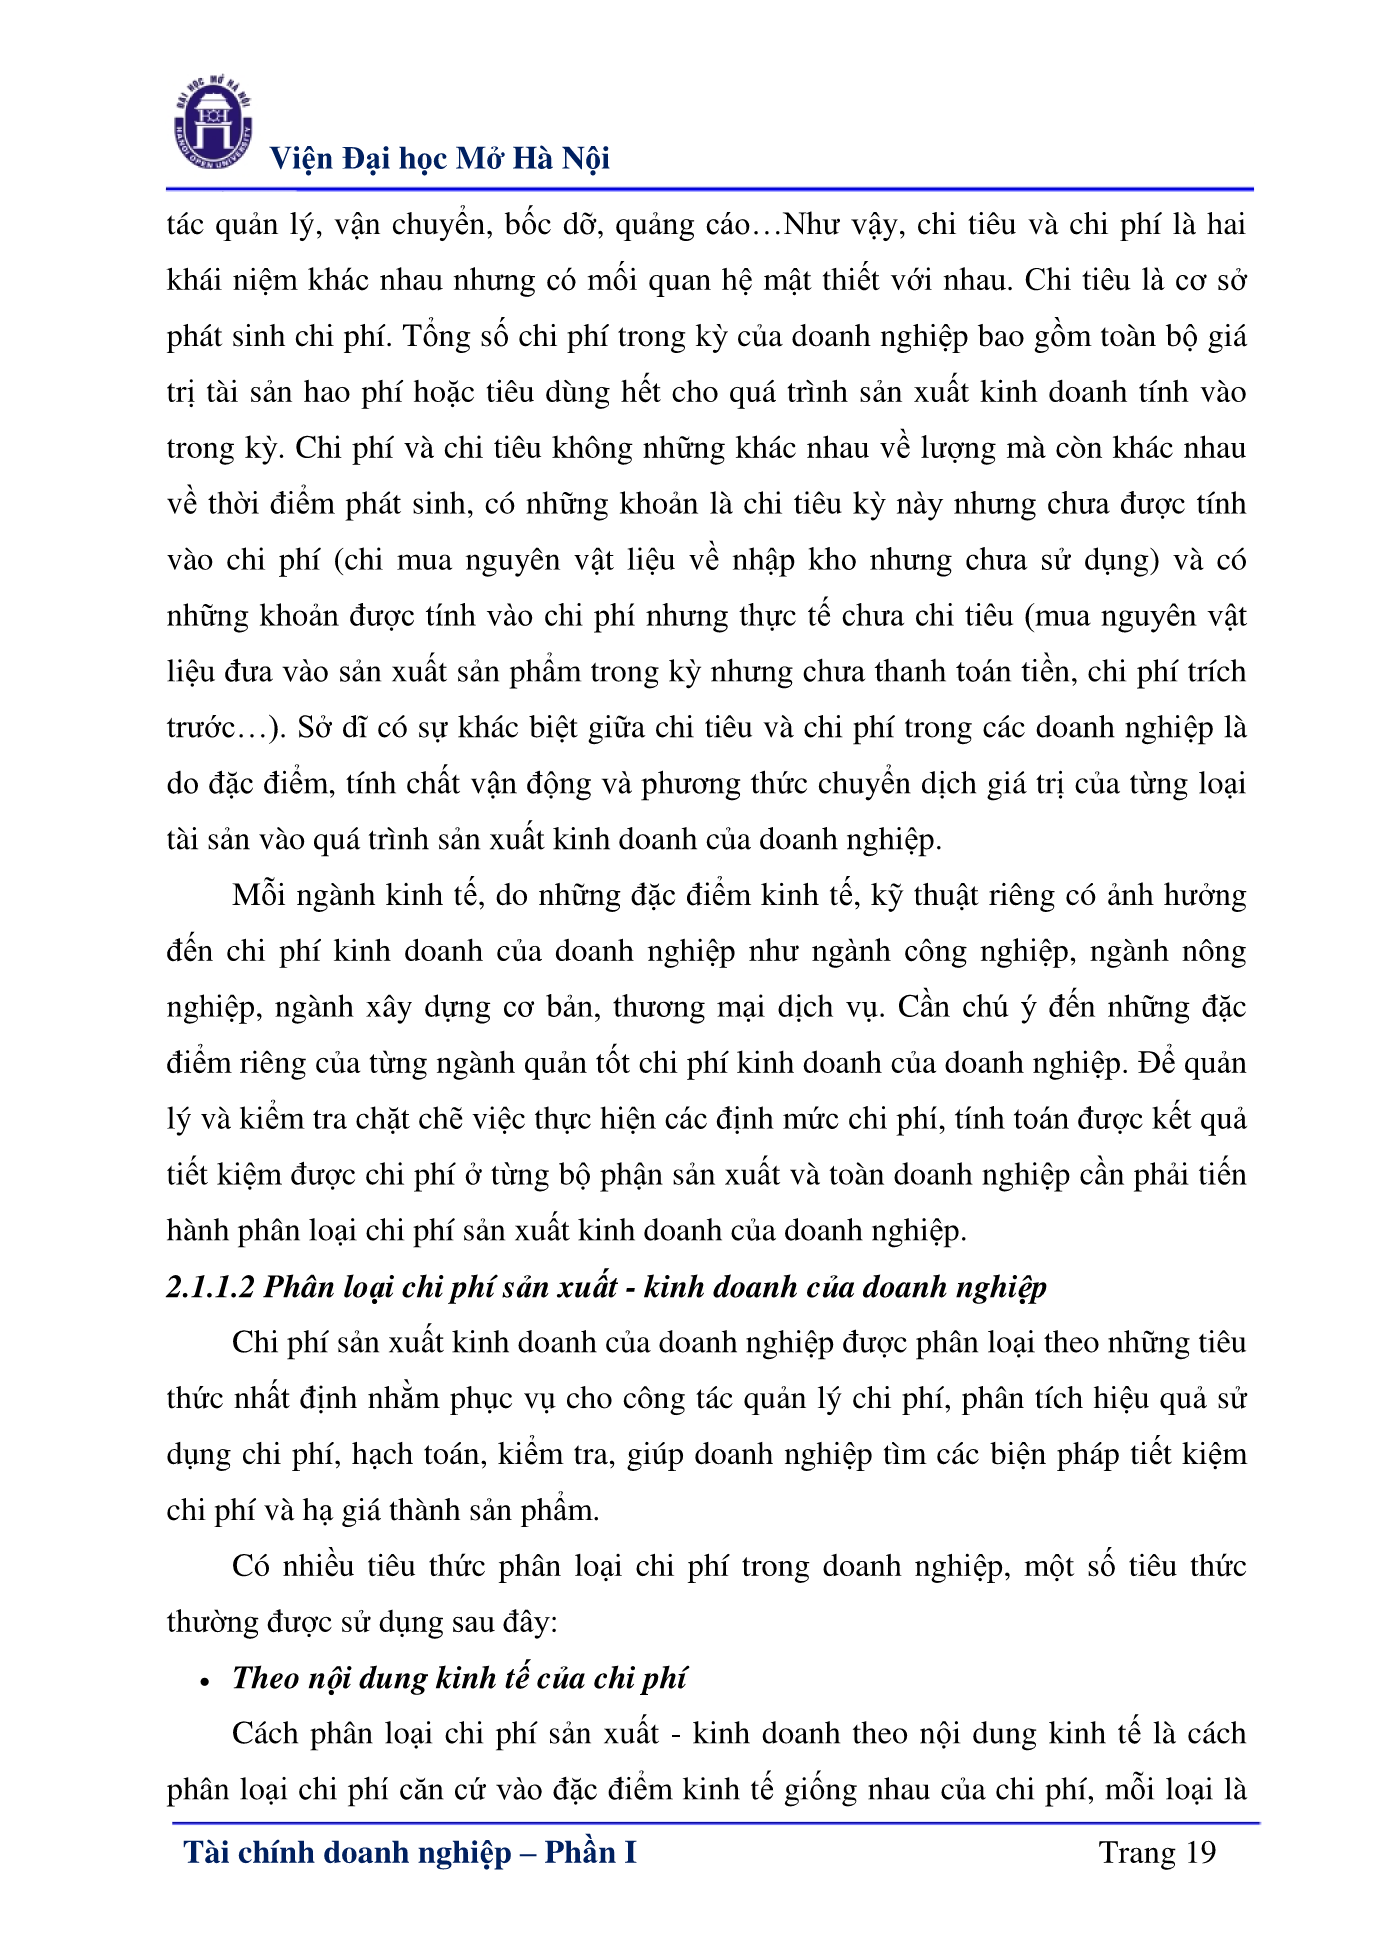 ĐẠI HỌC MỞ HÀ NỘI
HANOI OPEN UNIVERSITY
Viện Đại học Mở Hà Nội
tác quản lý, vận chuyển, bốc dỡ, quảng cáo…Như vậy, chi tiêu và chi phí là hai
khái niệm khác nhau nhưng có mối quan hệ mật thiết với nhau. Chi tiêu là cơ sở
phát sinh chi phí. Tổng số chi phí trong kỳ của doanh nghiệp bao gồm toàn bộ giá
trị tài sản hao phí hoặc tiêu dùng hết cho quá trình sản xuất kinh doanh tính vào
trong kỳ. Chi phí và chi tiêu không những khác nhau về lượng mà còn khác nhau
về thời điểm phát sinh, có những khoản là chi tiêu kỳ này nhưng chưa được tính
vào chi phí (chi mua nguyên vật liệu về nhập kho nhưng chưa sử dụng) và có
những khoản được tính vào chi phí nhưng thực tế chưa chi tiêu (mua nguyên vật
liệu đưa vào sản xuất sản phẩm trong kỳ nhưng chưa thanh toán tiền, chi phí trích
trước…). Sở dĩ có sự khác biệt giữa chi tiêu và chi phí trong các doanh nghiệp là
do đặc điểm, tính chất vận động và phương thức chuyển dịch giá trị của từng loại
tài sản vào quá trình sản xuất kinh doanh của doanh nghiệp.
Mỗi ngành kinh tế, do những đặc điểm kinh tế, kỹ thuật riêng có ảnh hưởng
đến chi phí kinh doanh của doanh nghiệp như ngành công nghiệp, ngành nông
nghiệp, ngành xây dựng cơ bản, thương mại dịch vụ. Cần chú ý đến những đặc
điểm riêng của từng ngành quản tốt chi phí kinh doanh của doanh nghiệp. Để quản
lý và kiểm tra chặt chẽ việc thực hiện các định mức chi phí, tính toán được kết quả
tiết kiệm được chi phí ở từng bộ phận sản xuất và toàn doanh nghiệp cần phải tiến
hành phân loại chi phí sản xuất kinh doanh của doanh nghiệp.
2.1.1.2 Phân loại chi phí sản xuất - kinh doanh của doanh nghiệp
Chi phí sản xuất kinh doanh của doanh nghiệp được phân loại theo những tiêu
thức nhất định nhằm phục vụ cho công tác quản lý chi phí, phân tích hiệu quả sử
dụng chi phí, hạch toán, kiểm tra, giúp doanh nghiệp tìm các biện pháp tiết kiệm
chi phí và hạ giá thành sản phẩm.
Có nhiều tiêu thức phân loại chi phí trong doanh nghiệp, một số tiêu thức
thường được sử dụng sau đây:
• Theo nội dung kinh tế của chi phí
Cách phân loại chi phí sản xuất - kinh doanh theo nội dung kinh tế là cách
phân loại chi phí căn cứ vào đặc điểm kinh tế giống nhau của chi phí, mỗi loại là
Tài chính doanh nghiệp – Phần I Trang 19